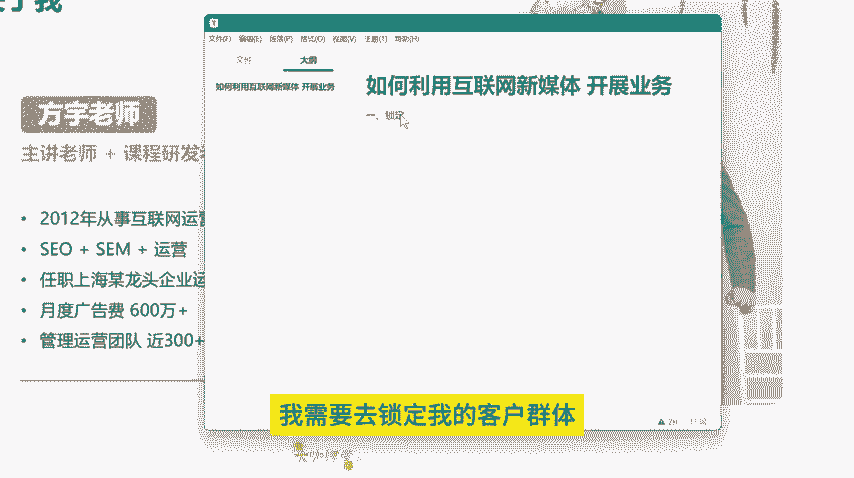 于我
文件(F) 编辑(E) 段落(P) 格式(O) 视图(V) 主题(T) 帮助(H)
文件 大纲
如何利用互联网新媒体 开展业务
如何利用互联网新媒体 开展业务
一、锁定
方宇老师
主讲老师 + 课程研发
2012年从事互联网运营
SEO + SEM + 运营
任职上海某龙头企业运
月度广告费 600万+
管理运营团队 近300+
我需要去锁定我的客户群体